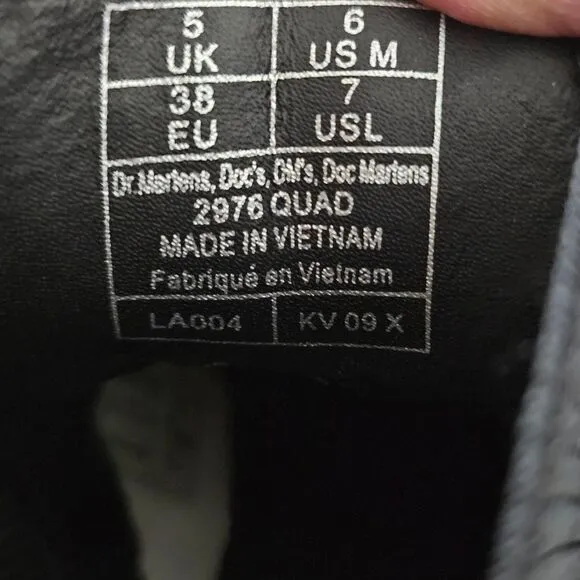 5 6
UK US M
38 7
EU USL
Dr.Martens, Doc's, DM's, Doc Martens
2976 QUAD
MADE IN VIETNAM
Fabriqué en Vietnam
LA004 KV 09 X